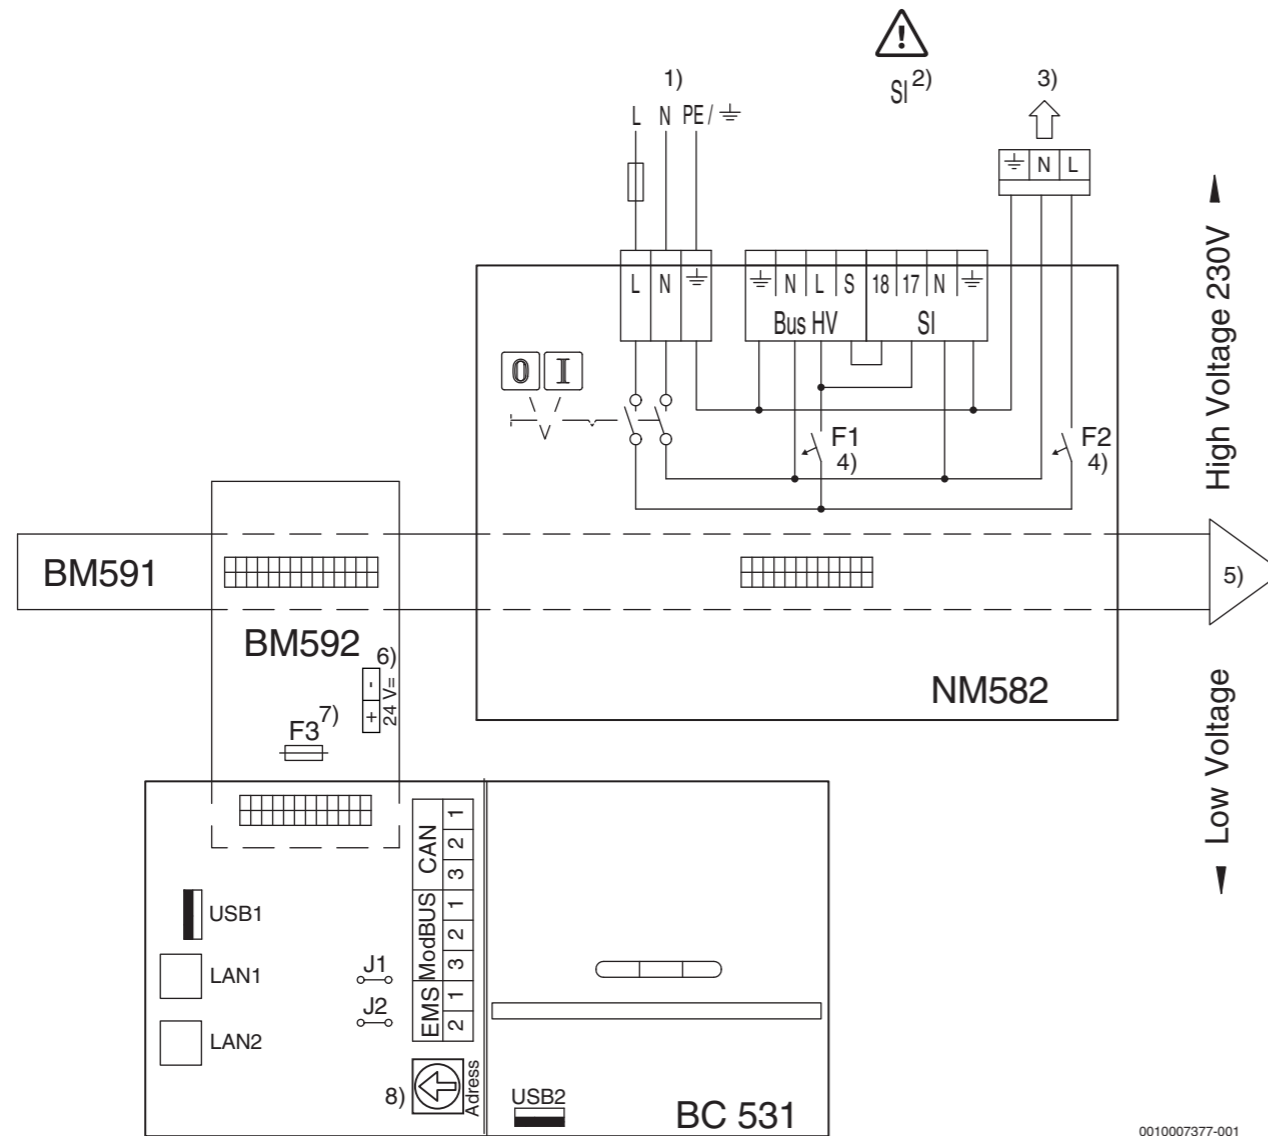 1)
SI 2)
3)
L N PE /
N L
L N
N L S 18 17 N
Bus HV SI
0 I
F1
4)
F2
4)
High Voltage 230V
BM591
5)
BM592
6)
- +
24 V=
F3 7)
NM582
Low Voltage
CAN 1 2 3
ModBUS 1 2 3
EMS 1 2
USB1
LAN1
LAN2
J1
J2
8)
Adress
USB2
BC 531
0010007377-001